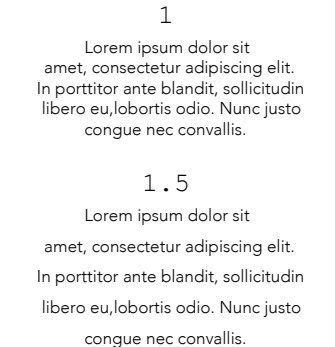 1
Lorem ipsum dolor sit
amet, consectetur adipiscing elit.
In porttitor ante blandit, sollicitudin
libero eu,lobortis odio. Nunc justo
congue nec convallis.
1.5
Lorem ipsum dolor sit
amet, consectetur adipiscing elit.
In porttitor ante blandit, sollicitudin
libero eu,lobortis odio. Nunc justo
congue nec convallis.